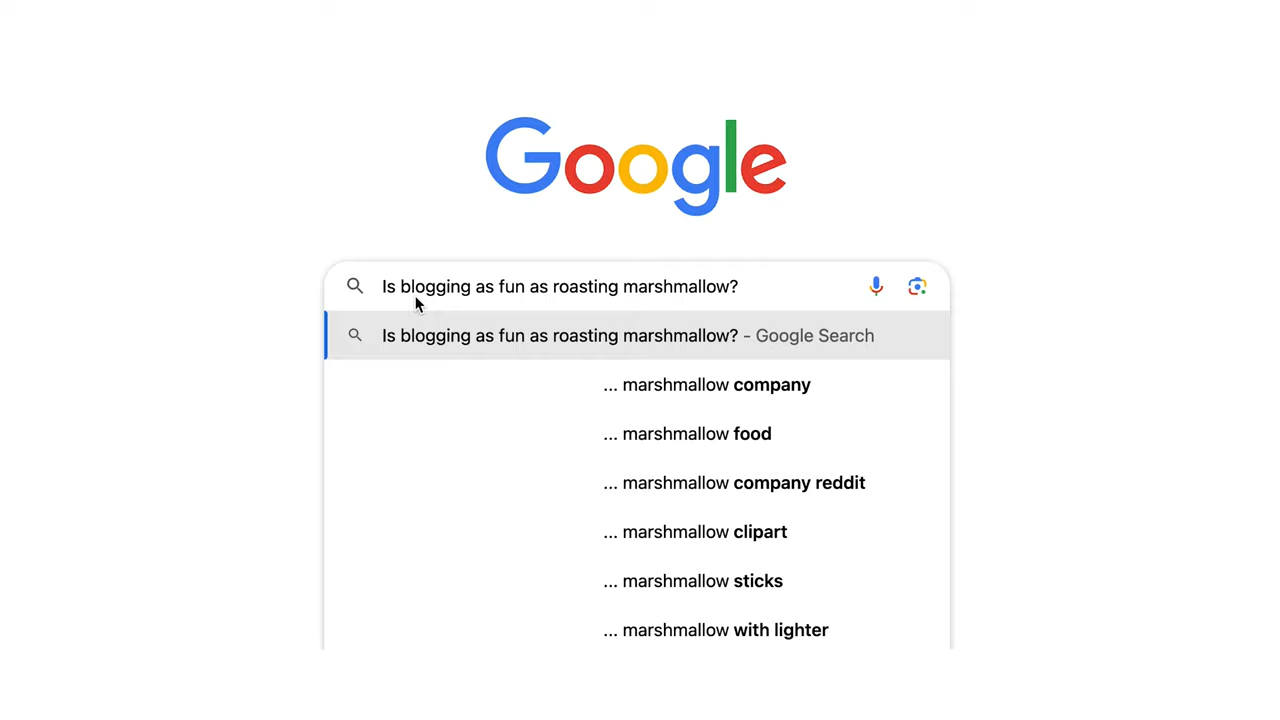 Google
Is blogging as fun as roasting marshmallow?
Is blogging as fun as roasting marshmallow? - Google Search
... marshmallow company
... marshmallow food
... marshmallow company reddit
... marshmallow clipart
... marshmallow sticks
... marshmallow with lighter